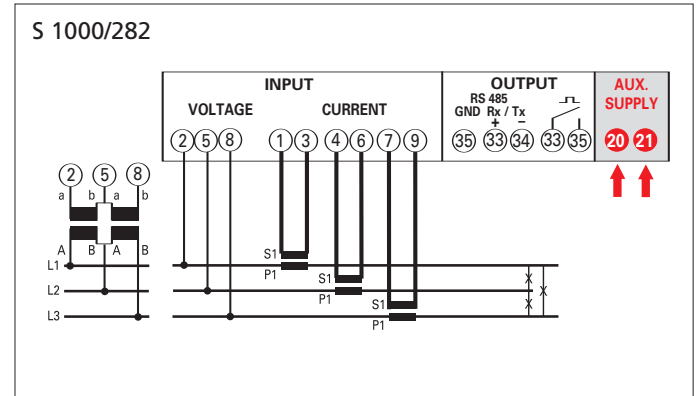 S 1000/282
INPUT
OUTPUT
AUX.
SUPPLY
VOLTAGE
CURRENT
RS 485
GND Rx / Tx
+ −
2 5 8 1 3 4 6 7 9 35 33 34 33 35 20 21
2 5 8
a b a b
A B A B
S1
L1
P1
S1
L2
P1
S1
L3
P1